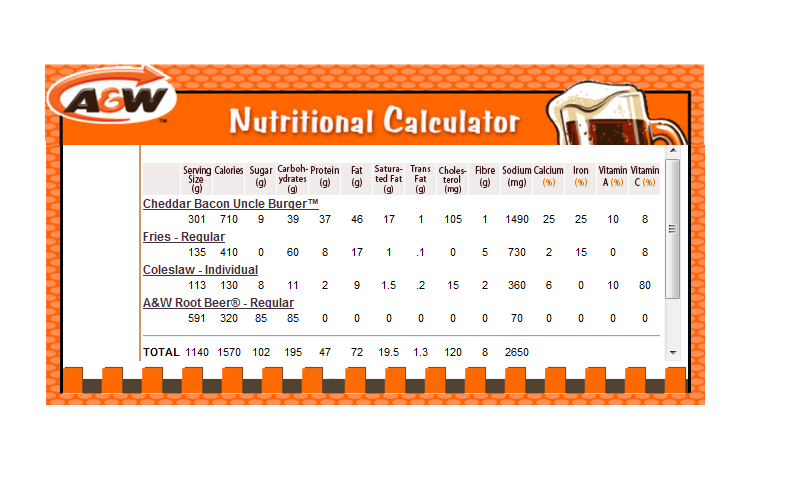 A&W™
Nutritional Calculator
Serving Size (g) Calories Sugar (g) Carboh-ydrates (g) Protein (g) Fat (g) Satura-ted Fat (g) Trans Fat (g) Choles-terol (mg) Fibre (g) Sodium (mg) Calcium (%) Iron (%) Vitamin A (%) Vitamin C (%)
Cheddar Bacon Uncle Burger™
301 710 9 39 37 46 17 1 105 1 1490 25 25 10 8
Fries - Regular
135 410 0 60 8 17 1 .1 0 5 730 2 15 0 8
Coleslaw - Individual
113 130 8 11 2 9 1.5 .2 15 2 360 6 0 10 80
A&W Root Beer® - Regular
591 320 85 85 0 0 0 0 0 0 70 0 0 0 0
TOTAL 1140 1570 102 195 47 72 19.5 1.3 120 8 2650